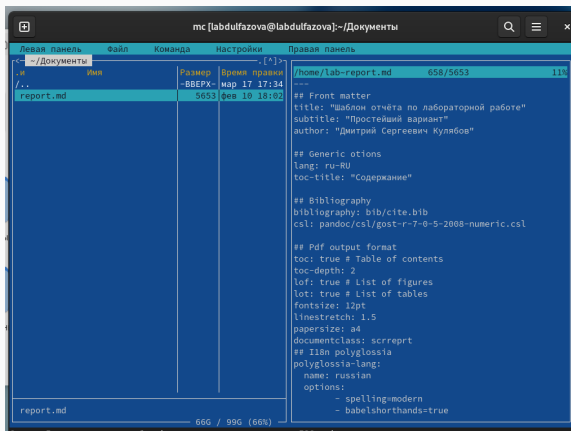 mc [labdulfazova@labdulfazova]:~/Документы
Левая панель Файл Команда Настройки Правая панель
<- ~/Документы .[^]>
.и Имя Размер Время правки
/.. -ВВЕРХ- мар 17 17:34
report.md 5653 фев 10 18:02
report.md
66G / 99G (66%)
/home/lab-report.md 658/5653 11%
---
## Front matter
title: "Шаблон отчёта по лабораторной работе"
subtitle: "Простейший вариант"
author: "Дмитрий Сергеевич Кулябов"
## Generic otions
lang: ru-RU
toc-title: "Содержание"
## Bibliography
bibliography: bib/cite.bib
csl: pandoc/csl/gost-r-7-0-5-2008-numeric.csl
## Pdf output format
toc: true # Table of contents
toc-depth: 2
lof: true # List of figures
lot: true # List of tables
fontsize: 12pt
linestretch: 1.5
papersize: a4
documentclass: scrreprt
## I18n polyglossia
polyglossia-lang:
name: russian
options:
- spelling=modern
- babelshorthands=true